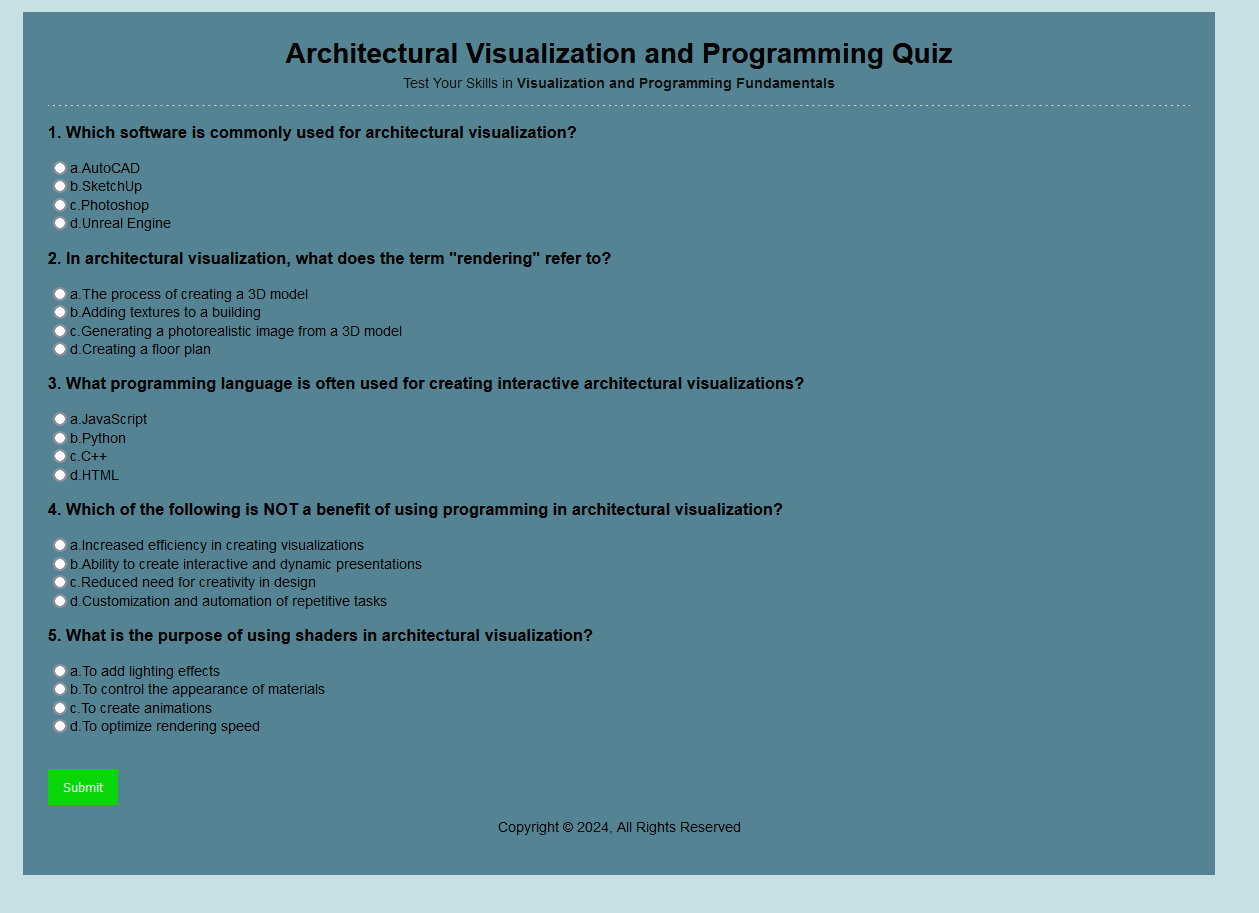 Architectural Visualization and Programming Quiz
Test Your Skills in Visualization and Programming Fundamentals
1. Which software is commonly used for architectural visualization?
a.AutoCAD
b.SketchUp
c.Photoshop
d.Unreal Engine
2. In architectural visualization, what does the term "rendering" refer to?
a.The process of creating a 3D model
b.Adding textures to a building
c.Generating a photorealistic image from a 3D model
d.Creating a floor plan
3. What programming language is often used for creating interactive architectural visualizations?
a.JavaScript
b.Python
c.C++
d.HTML
4. Which of the following is NOT a benefit of using programming in architectural visualization?
a.Increased efficiency in creating visualizations
b.Ability to create interactive and dynamic presentations
c.Reduced need for creativity in design
d.Customization and automation of repetitive tasks
5. What is the purpose of using shaders in architectural visualization?
a.To add lighting effects
b.To control the appearance of materials
c.To create animations
d.To optimize rendering speed
Submit
Copyright © 2024, All Rights Reserved